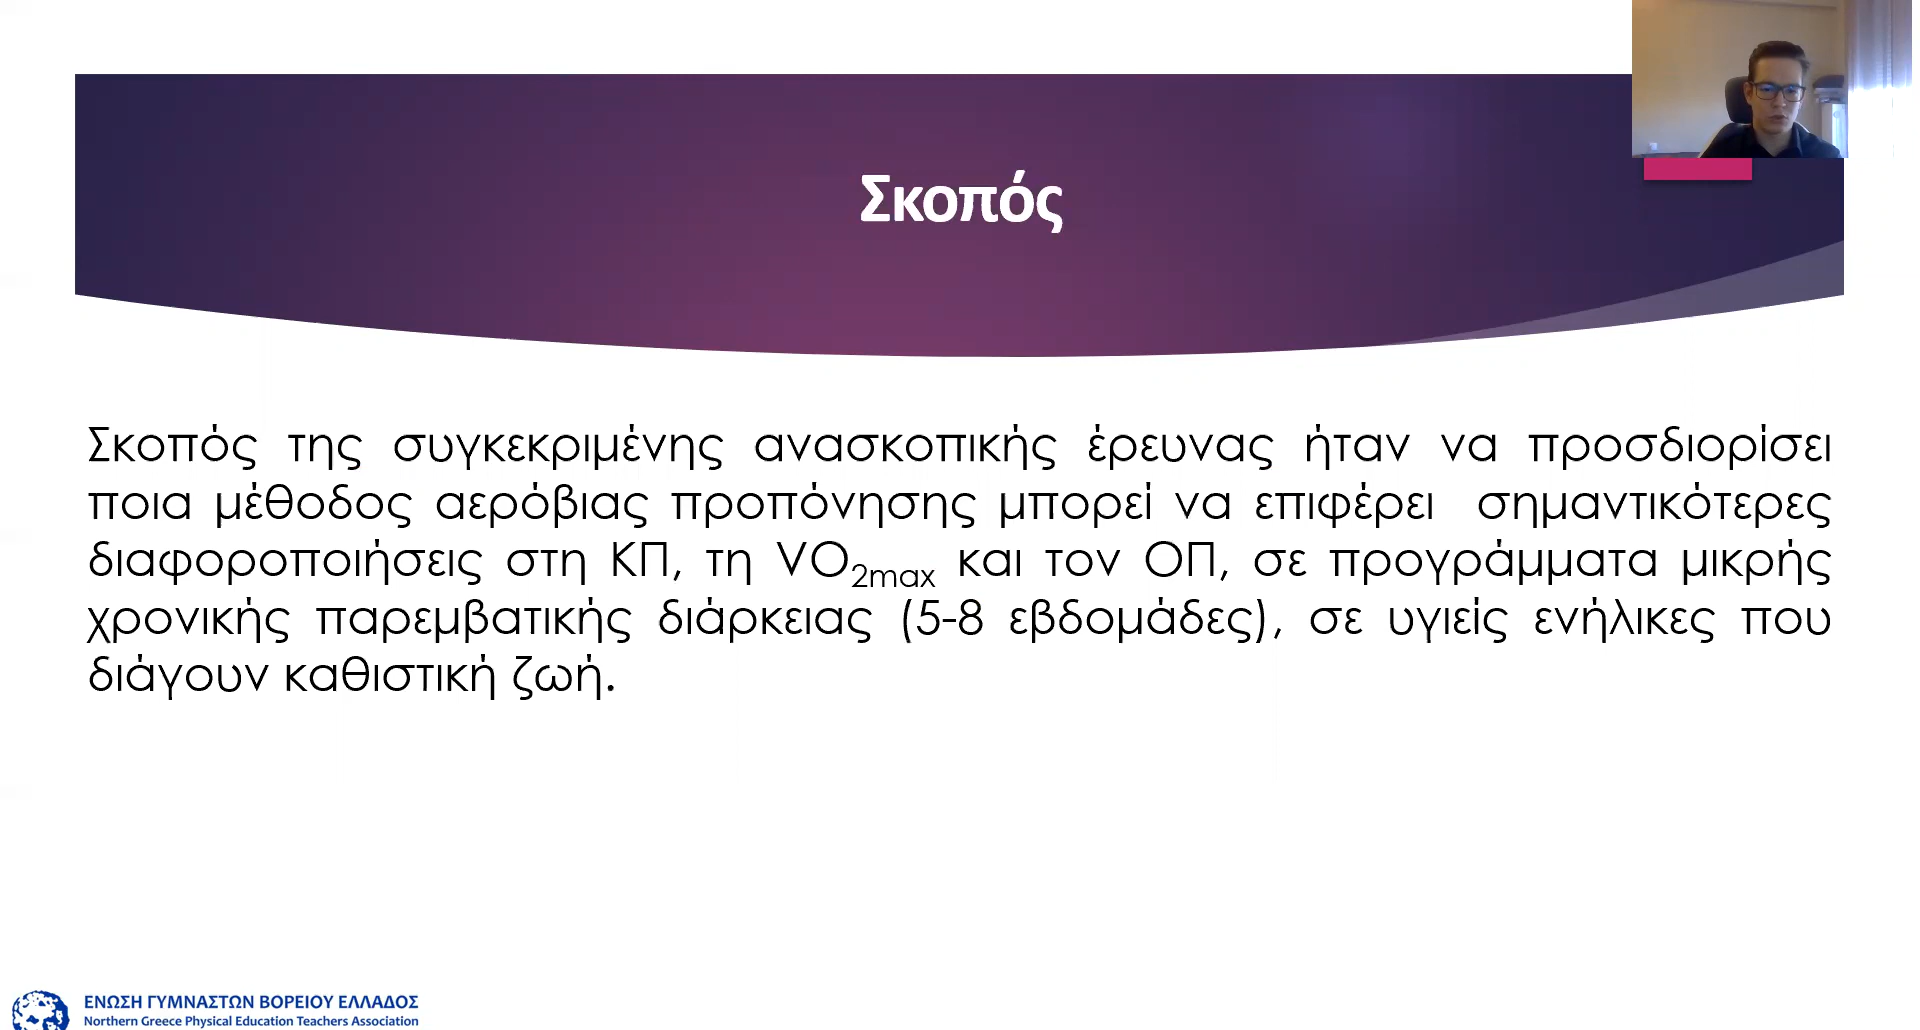 Σκοπός
Σκοπός της συγκεκριμένης ανασκοπικής έρευνας ήταν να προσδιορίσει
ποια μέθοδος αερόβιας προπόνησης μπορεί να επιφέρει σημαντικότερες
διαφοροποιήσεις στη ΚΠ, τη VO2max και τον ΟΠ, σε προγράμματα μικρής
χρονικής παρεμβατικής διάρκειας (5-8 εβδομάδες), σε υγιείς ενήλικες που
διάγουν καθιστική ζωή.
ΕΝΩΣΗ ΓΥΜΝΑΣΤΩΝ ΒΟΡΕΙΟΥ ΕΛΛΑΔΟΣ
Northern Greece Physical Education Teachers Association